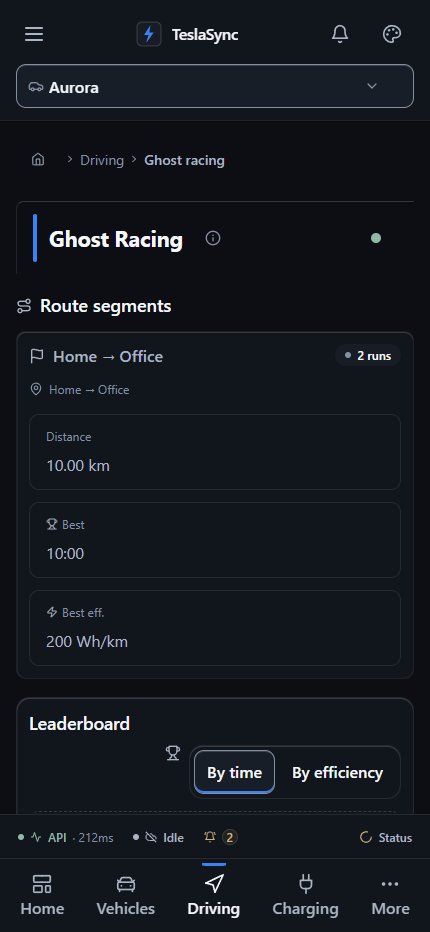 TeslaSync
Aurora
Driving > Ghost racing
Ghost Racing
Route segments
Home → Office
2 runs
Home → Office
Distance
10.00 km
Best
10:00
Best eff.
200 Wh/km
Leaderboard
By time By efficiency
API · 212ms Idle 2 Status
Home Vehicles Driving Charging More